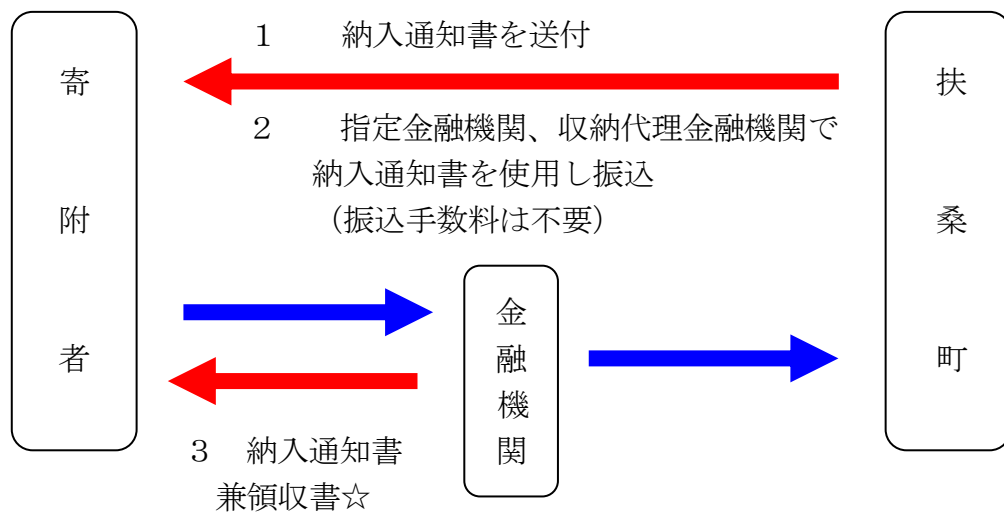 寄附者
1 納入通知書を送付
2 指定金融機関、収納代理金融機関で
納入通知書を使用し振込
（振込手数料は不要）
金融機関
3 納入通知書
兼領収書☆
扶桑町